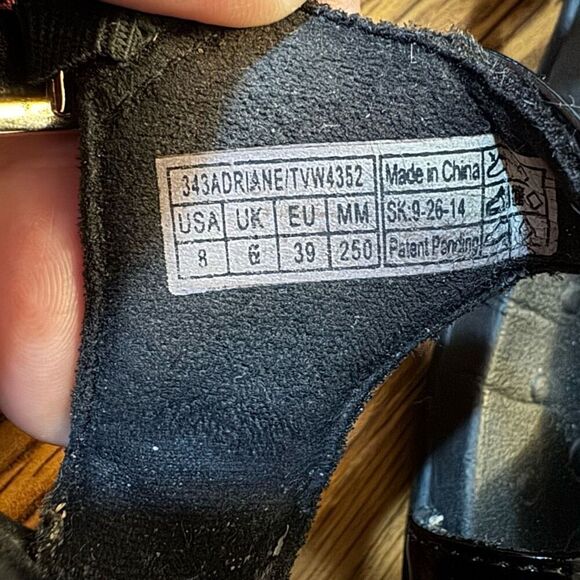 343ADRIANE/TVW4352
USA UK EU MM
8 6 39 250
Made in China
SK:9-26-14
Patent Pending